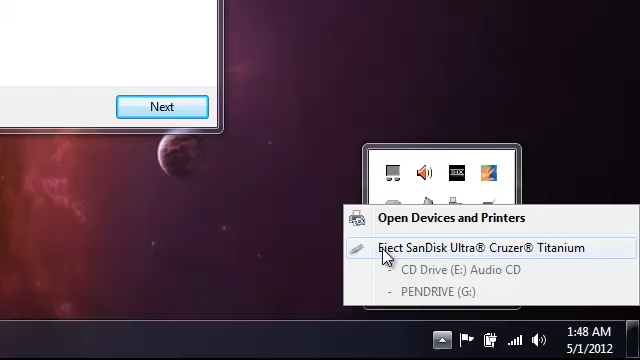 Next
THX
Open Devices and Printers
Eject SanDisk Ultra® Cruzer® Titanium
- CD Drive (E:) Audio CD
- PENDRIVE (G:)
1:48 AM
5/1/2012